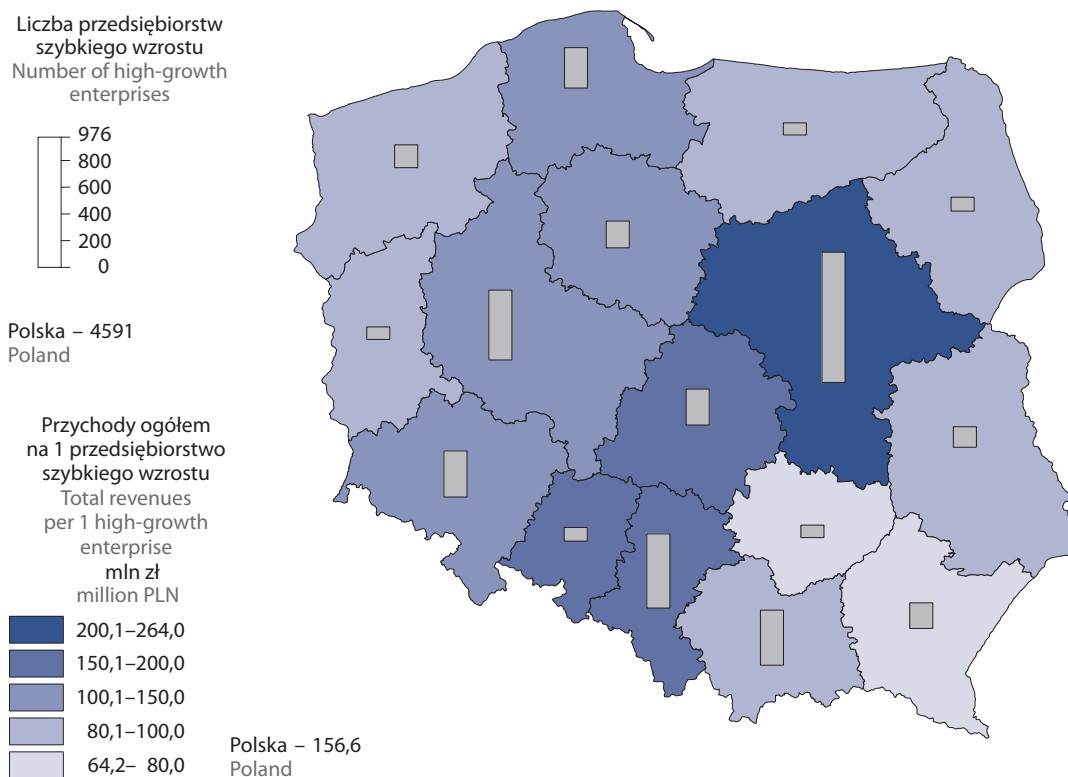 Liczba przedsiębiorstw
szybkiego wzrostu
Number of high-growth
enterprises
976
800
600
400
200
0
Polska – 4591
Poland
Przychody ogółem
na 1 przedsiębiorstwo
szybkiego wzrostu
Total revenues
per 1 high-growth
enterprise
mln zł
million PLN
200,1–264,0
150,1–200,0
100,1–150,0
80,1–100,0
64,2– 80,0
Polska – 156,6
Poland